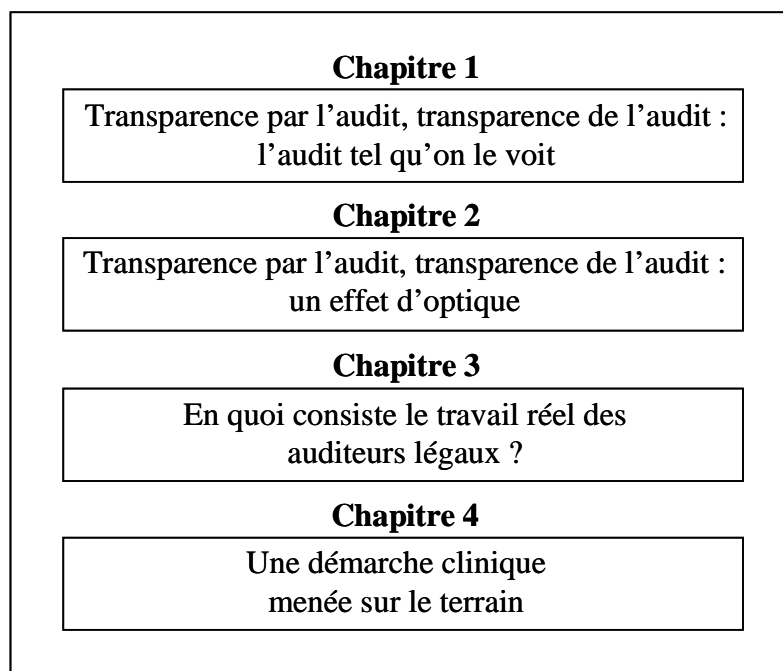 Chapitre 1
Transparence par l’audit, transparence de l’audit :
l’audit tel qu’on le voit
Chapitre 2
Transparence par l’audit, transparence de l’audit :
un effet d’optique
Chapitre 3
En quoi consiste le travail réel des
auditeurs légaux ?
Chapitre 4
Une démarche clinique
menée sur le terrain